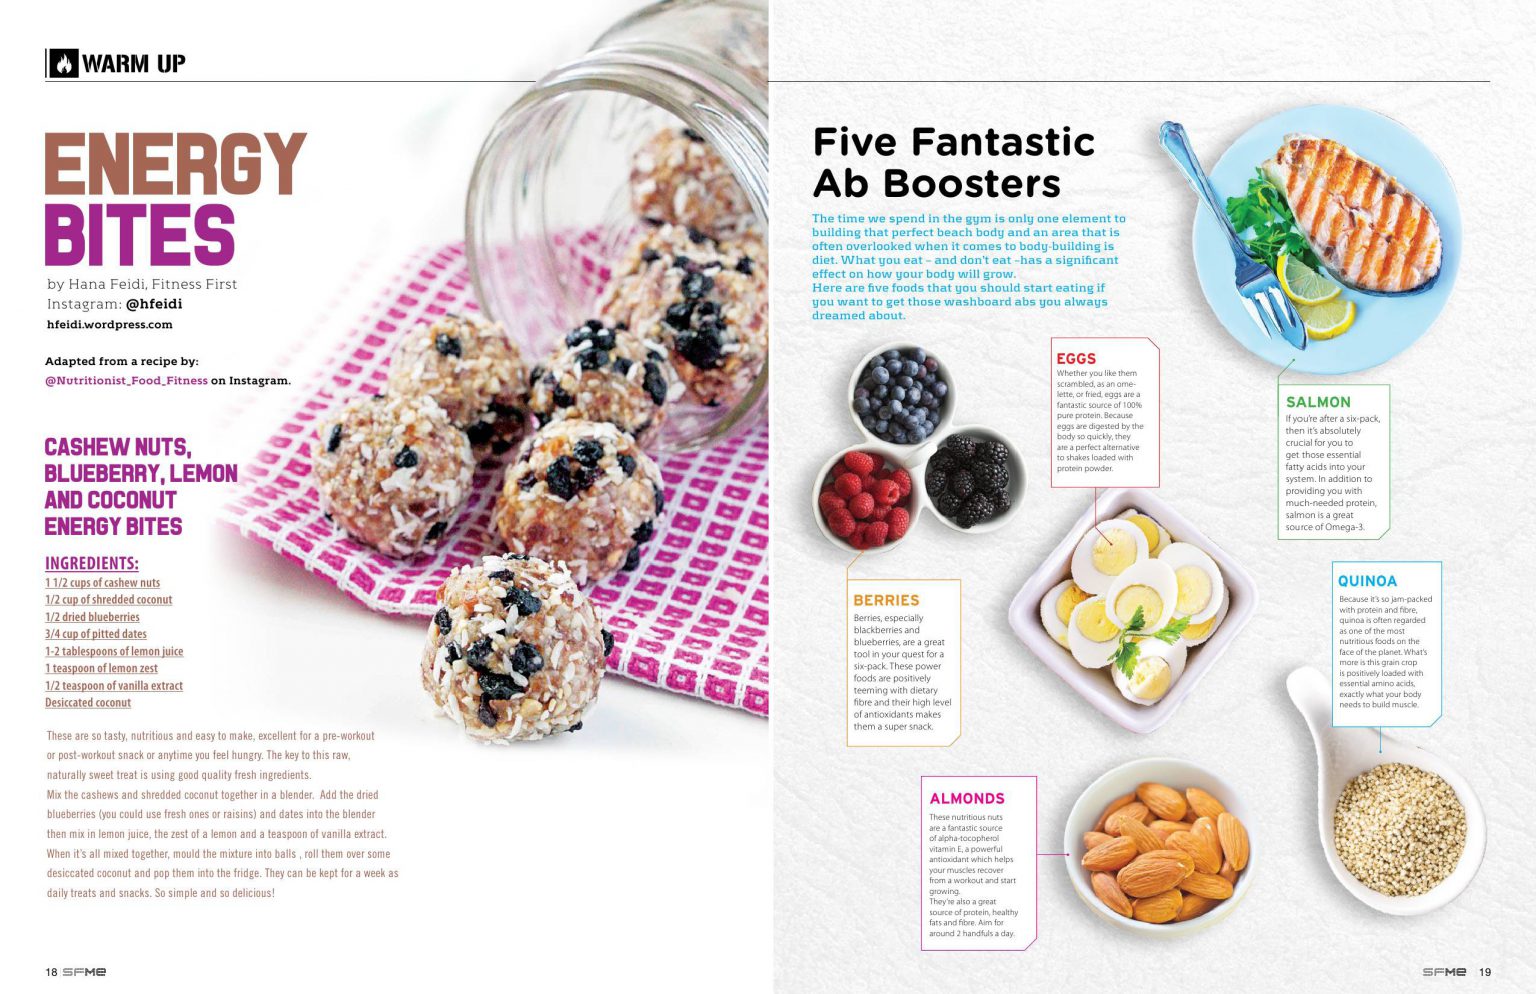 WARM UP
ENERGY
BITES
by Hana Feidi, Fitness First
Instagram: @hfeidi
hfeidi.wordpress.com
Adapted from a recipe by:
@Nutritionist_Food_Fitness on Instagram.
CASHEW NUTS,
BLUEBERRY, LEMON
AND COCONUT
ENERGY BITES
INGREDIENTS:
1 1/2 cups of cashew nuts
1/2 cup of shredded coconut
1/2 dried blueberries
3/4 cup of pitted dates
1-2 tablespoons of lemon juice
1 teaspoon of lemon zest
1/2 teaspoon of vanilla extract
Desiccated coconut
These are so tasty, nutritious and easy to make, excellent for a pre-workout
or post-workout snack or anytime you feel hungry. The key to this raw,
naturally sweet treat is using good quality fresh ingredients.
Mix the cashews and shredded coconut together in a blender. Add the dried
blueberries (you could use fresh ones or raisins) and dates into the blender
then mix in lemon juice, the zest of a lemon and a teaspoon of vanilla extract.
When it's all mixed together, mould the mixture into balls , roll them over some
desiccated coconut and pop them into the fridge. They can be kept for a week as
daily treats and snacks. So simple and so delicious!
18 SFMe
Five Fantastic
Ab Boosters
The time we spend in the gym is only one element to
building that perfect beach body and an area that is
often overlooked when it comes to body-building is
diet. What you eat – and don't eat –has a significant
effect on how your body will grow.
Here are five foods that you should start eating if
you want to get those washboard abs you always
dreamed about.
EGGS
Whether you like them
scrambled, as an ome-
lette, or fried, eggs are a
fantastic source of 100%
pure protein. Because
eggs are digested by the
body so quickly, they
are a perfect alternative
to shakes loaded with
protein powder.
SALMON
If you're after a six-pack,
then it's absolutely
crucial for you to
get those essential
fatty acids into your
system. In addition to
providing you with
much-needed protein,
salmon is a great
source of Omega-3.
BERRIES
Berries, especially
blackberries and
blueberries, are a great
tool in your quest for a
six-pack. These power
foods are positively
teeming with dietary
fibre and their high level
of antioxidants makes
them a super snack.
QUINOA
Because it's so jam-packed
with protein and fibre,
quinoa is often regarded
as one of the most
nutritious foods on the
face of the planet. What's
more is this grain crop
is positively loaded with
essential amino acids,
exactly what your body
needs to build muscle.
ALMONDS
These nutritious nuts
are a fantastic source
of alpha-tocopherol
vitamin E, a powerful
antioxidant which helps
your muscles recover
from a workout and start
growing.
They're also a great
source of protein, healthy
fats and fibre. Aim for
around 2 handfuls a day.
SFMe 19